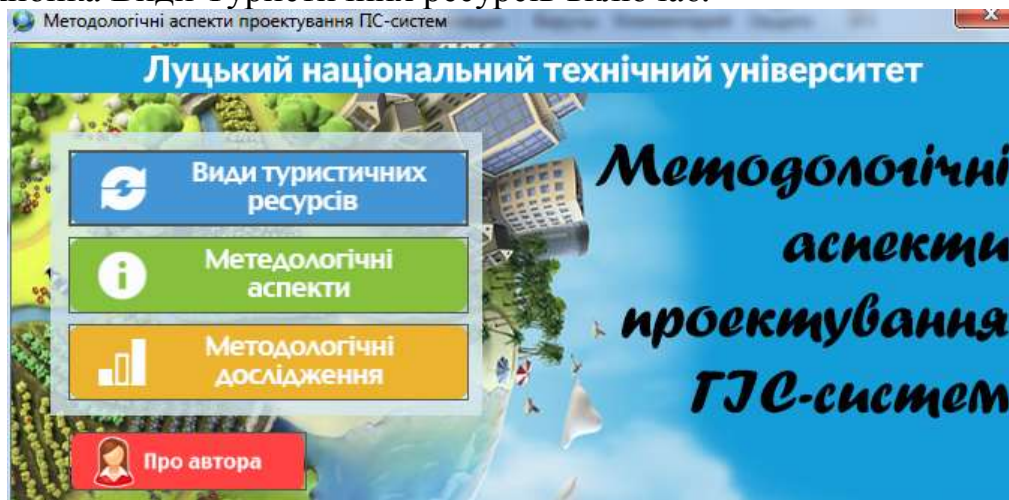 Методологічні аспекти проектування ГІС-систем
Луцький національний технічний університет
Види туристичних
ресурсів
Метедологічні
аспекти
Методологічні
дослідження
Про автора
Методологічні
аспекти
проектування
ГІС-систем